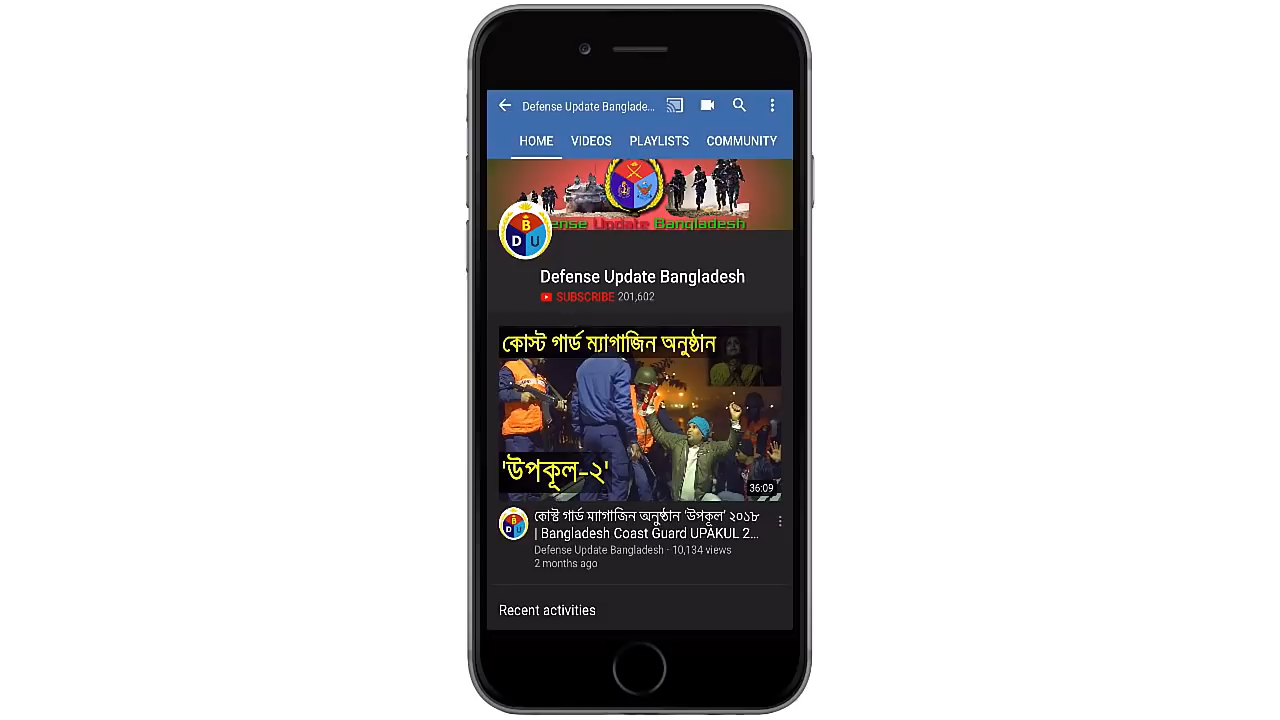 Defense Update Banglade...
HOME VIDEOS PLAYLISTS COMMUNITY
ense Update Bangladesh
B
D U
Defense Update Bangladesh
SUBSCRIBE 201,602
কোস্ট গার্ড ম্যাগাজিন অনুষ্ঠান
'উপকূল-২'
36:09
কোস্ট গার্ড ম্যাগাজিন অনুষ্ঠান 'উপকূল' ২০১৮
| Bangladesh Coast Guard UPAKUL 2...
Defense Update Bangladesh · 10,134 views
2 months ago
Recent activities